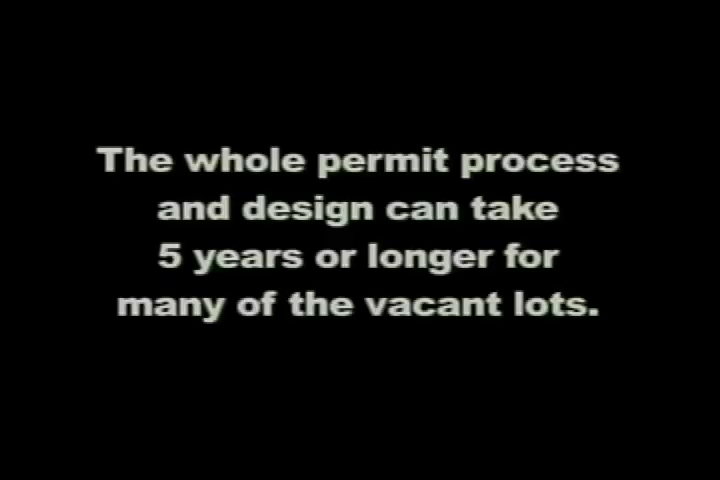 The whole permit process
and design can take
5 years or longer for
many of the vacant lots.